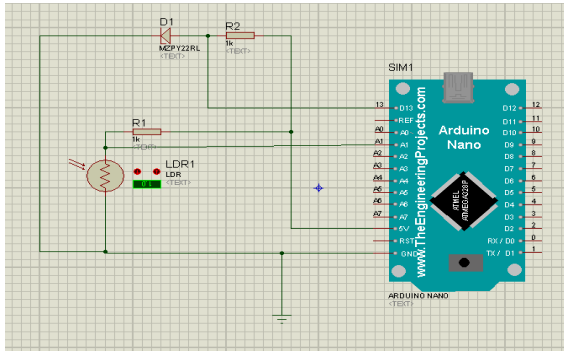 D1
R2
MZPY22RL
<TEXT>
1k
<TEXT>
SIM1
R1
1k
<TEXT>
LDR1
LDR
<TEXT>
13
A0
A1
A2
A3
A4
A5
A6
A7
D13
REF
A0
A1
A2
A3
A4
A5
A6
A7
5V
RST
GND
www.TheEngineeringProjects.com
Arduino
Nano
ATMEL
ATMEGA328P
D12
D11
D10
D9
D8
D7
D6
D5
D4
D3
D2
RX / D0
TX / D1
12
11
10
9
8
7
6
5
4
3
2
0
1
ARDUINO NANO
<TEXT>